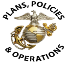 PLANS, POLICIES
& OPERATIONS